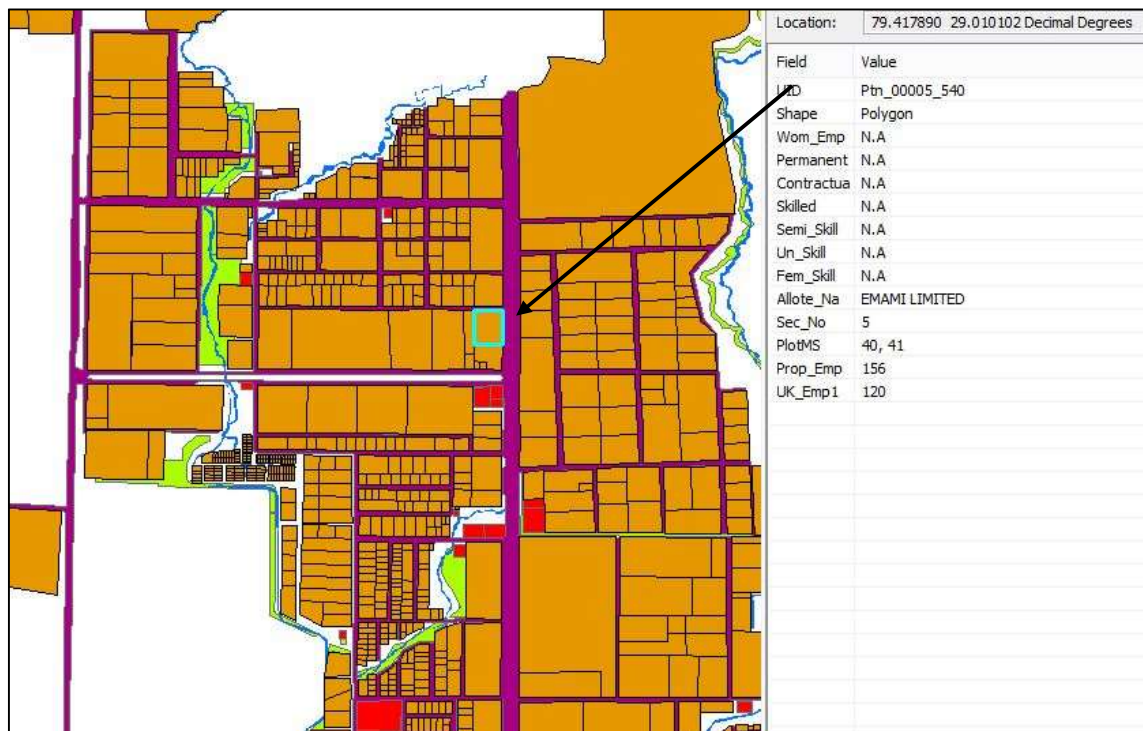 Location: 79.417890 29.010102 Decimal Degrees
Field Value
UID Ptn_00005_540
Shape Polygon
Wom_Emp N.A
Permanent N.A
Contractua N.A
Skilled N.A
Semi_Skill N.A
Un_Skill N.A
Fem_Skill N.A
Allote_Na EMAMI LIMITED
Sec_No 5
PlotMS 40, 41
Prop_Emp 156
UK_Emp1 120